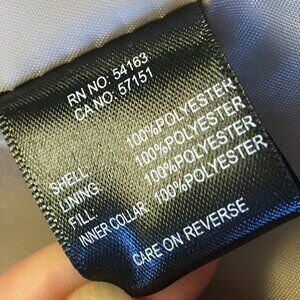 RN NO: 54163
CA NO: 57151
SHELL 100%POLYESTER
LINING: 100%POLYESTER
FILL: 100%POLYESTER
INNER COLLAR 100%POLYESTER
CARE ON REVERSE